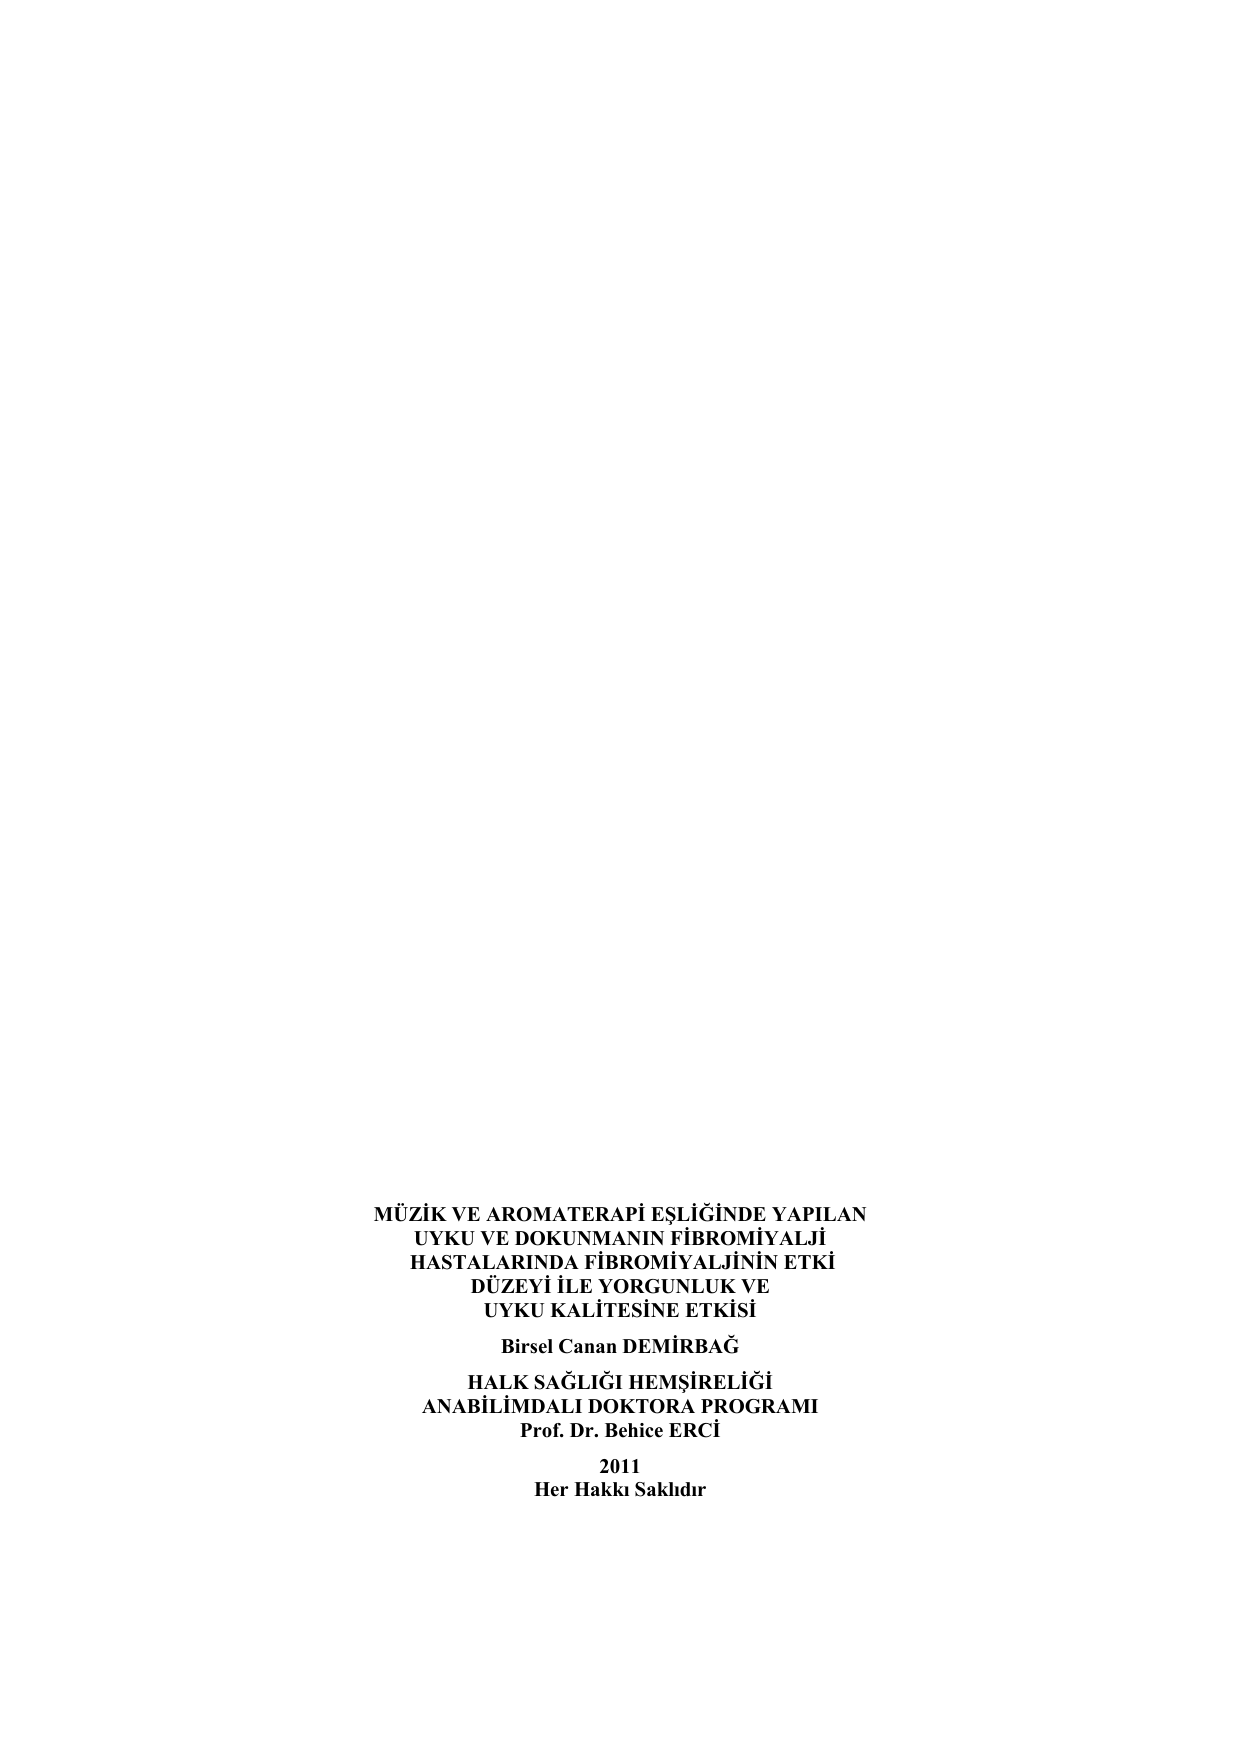 MÜZİK VE AROMATERAPİ EŞLİĞİNDE YAPILAN
UYKU VE DOKUNMANIN FİBROMİYALJİ
HASTALARINDA FİBROMİYALJİNİN ETKİ
DÜZEYİ İLE YORGUNLUK VE
UYKU KALİTESİNE ETKİSİ
Birsel Canan DEMİRBAĞ
HALK SAĞLIĞI HEMŞİRELİĞİ
ANABİLİMDALI DOKTORA PROGRAMI
Prof. Dr. Behice ERCİ
2011
Her Hakkı Saklıdır